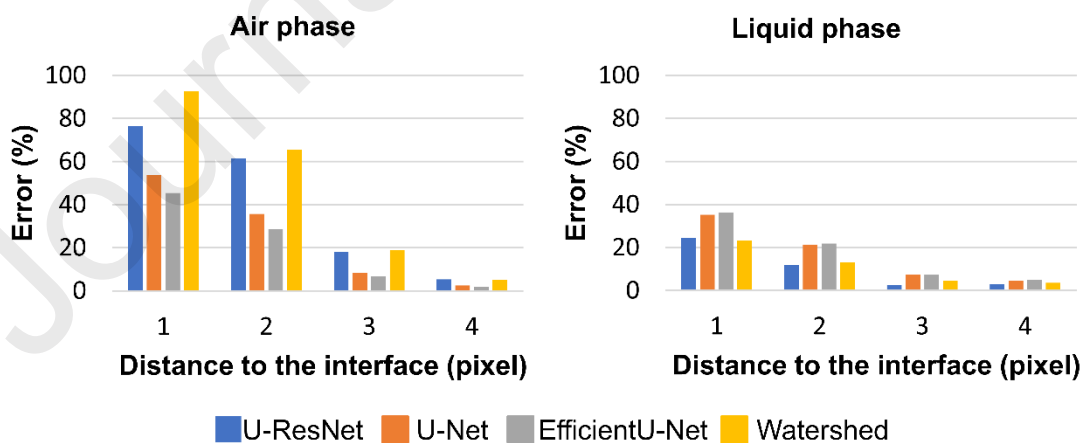 Journ
Air phase
Liquid phase
Error (%)
100
80
60
40
20
0
1 2 3 4
Distance to the interface (pixel)
Error (%)
100
80
60
40
20
0
1 2 3 4
Distance to the interface (pixel)
U-ResNet U-Net EfficientU-Net Watershed